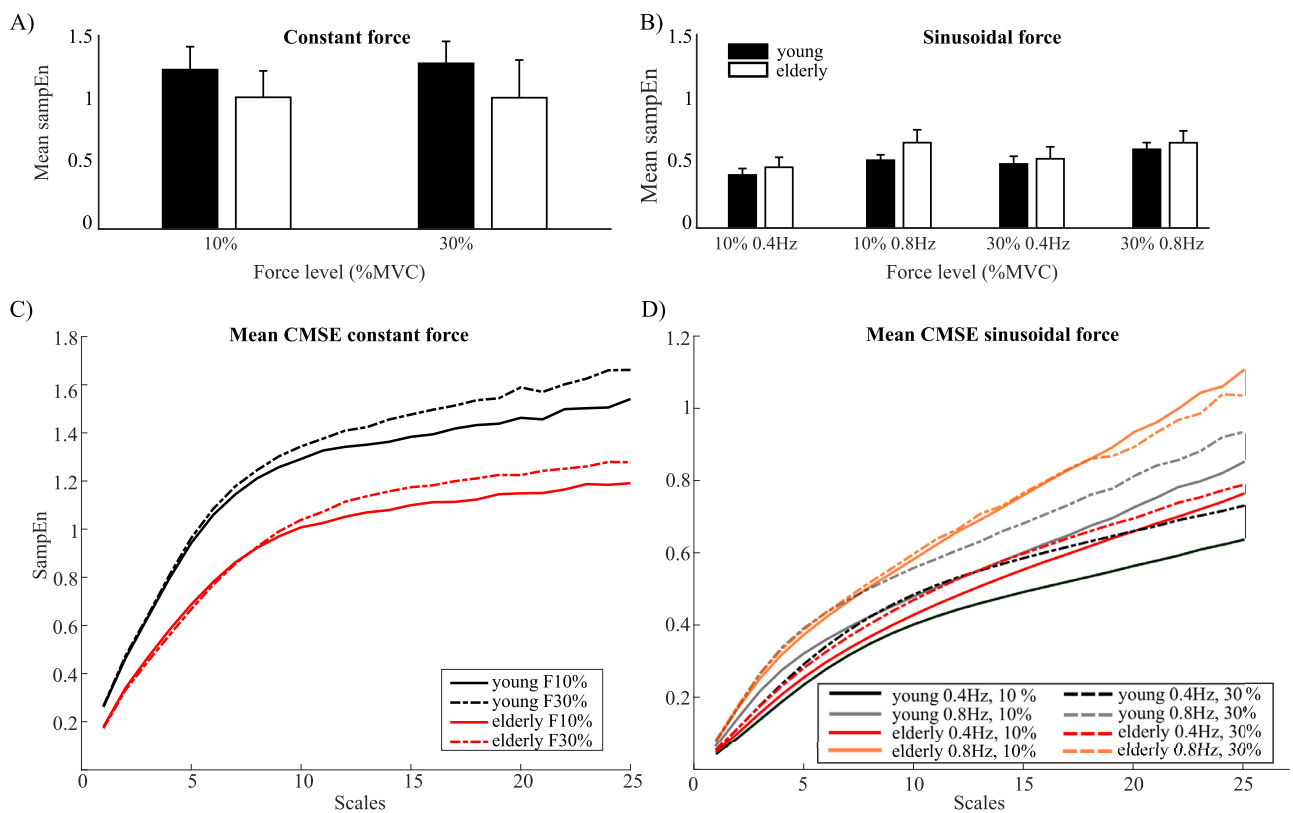 A)
Constant force
1.5
1
0.5
0
Mean sampEn
10%
30%
Force level (%MVC)
B)
Sinusoidal force
young
elderly
1.5
1
0.5
0
Mean sampEn
10% 0.4Hz
10% 0.8Hz
30% 0.4Hz
30% 0.8Hz
Force level (%MVC)
C)
Mean CMSE constant force
1.8
1.6
1.4
1.2
1
0.8
0.6
0.4
0.2
SampEn
young F10%
young F30%
elderly F10%
elderly F30%
0
5
10
15
20
25
Scales
D)
Mean CMSE sinusoidal force
1.2
1
0.8
0.6
0.4
0.2
young 0.4Hz, 10 %
young 0.8Hz, 10%
elderly 0.4Hz, 10%
elderly 0.8Hz, 10%
young 0.4Hz, 30%
young 0.8Hz, 30%
elderly 0.4Hz, 30%
elderly 0.8Hz, 30%
0
5
10
15
20
25
Scales